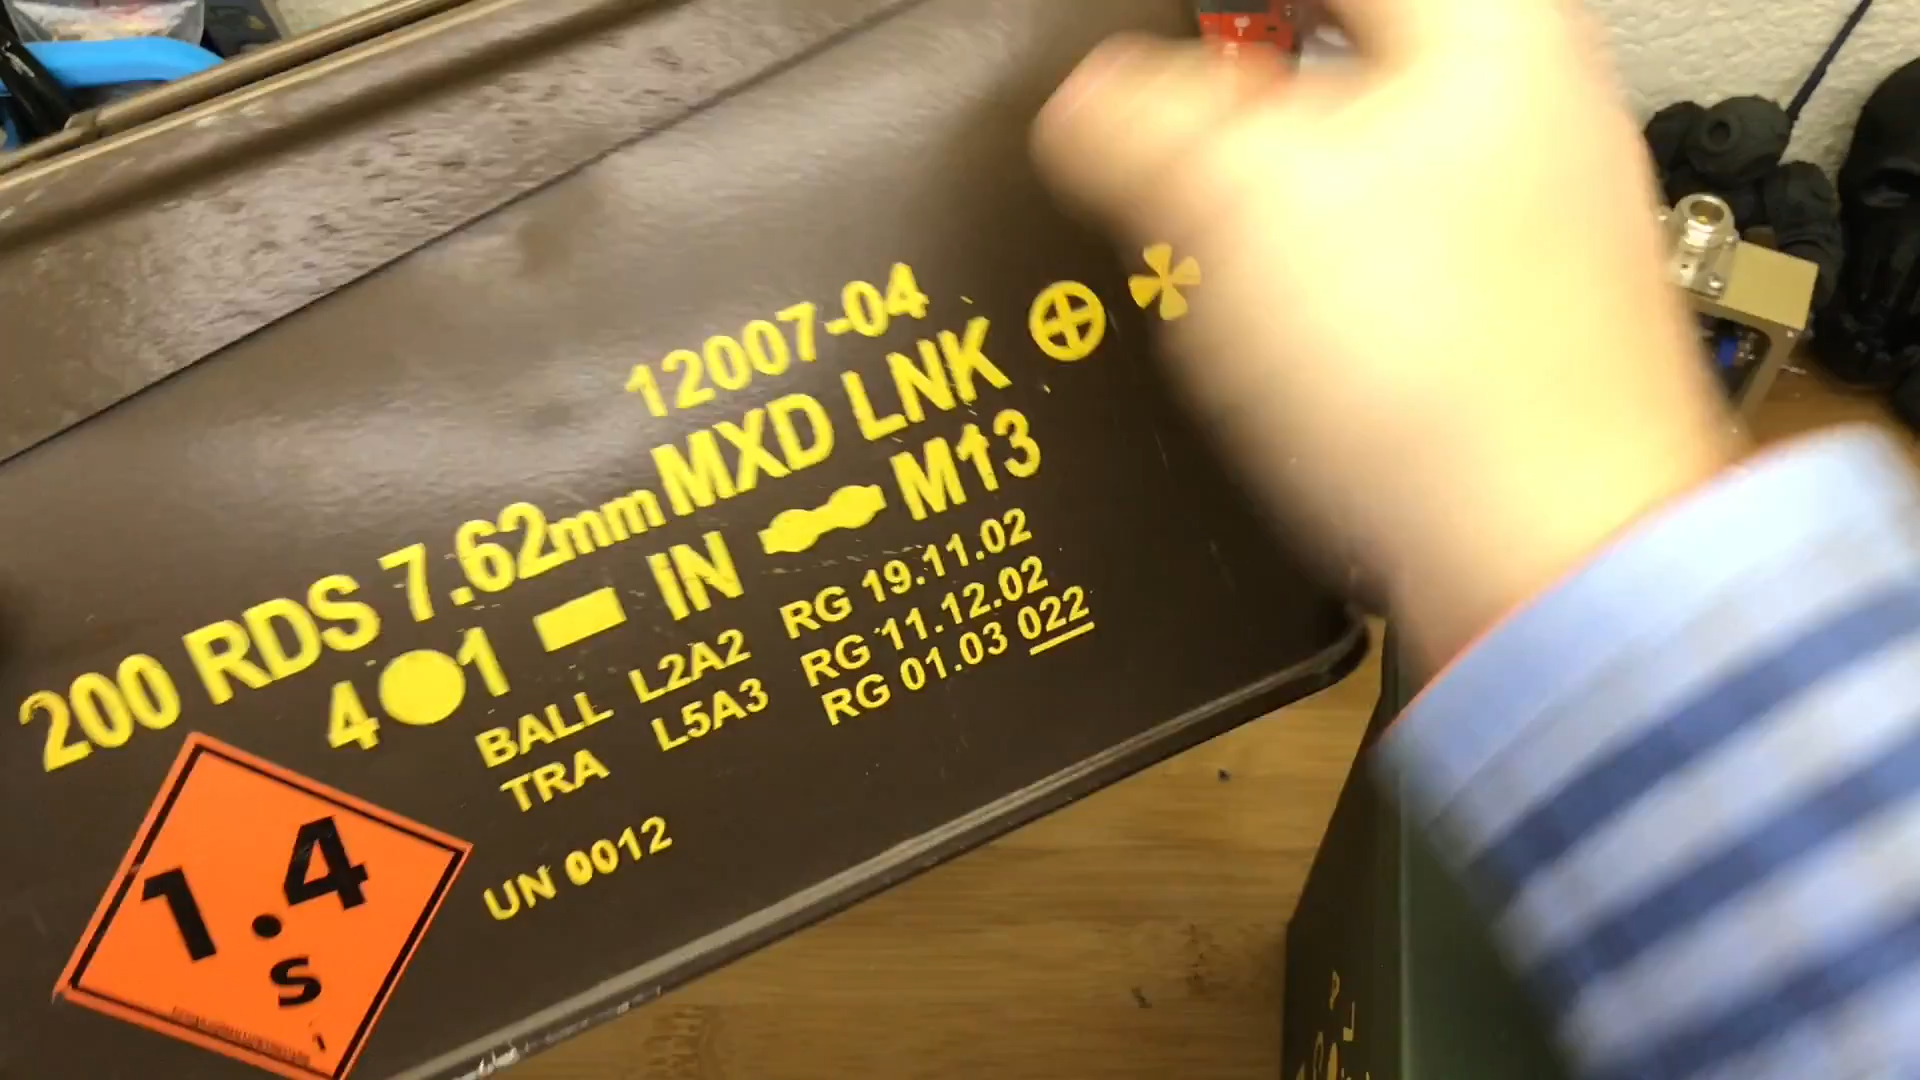 12007-04
200 RDS 7.62mm MXD LNK
4 1 IN M13
BALL L2A2 RG 19.11.02
TRA L5A3 RG 11.12.02
RG 01.03 022
UN 0012
1.4
S